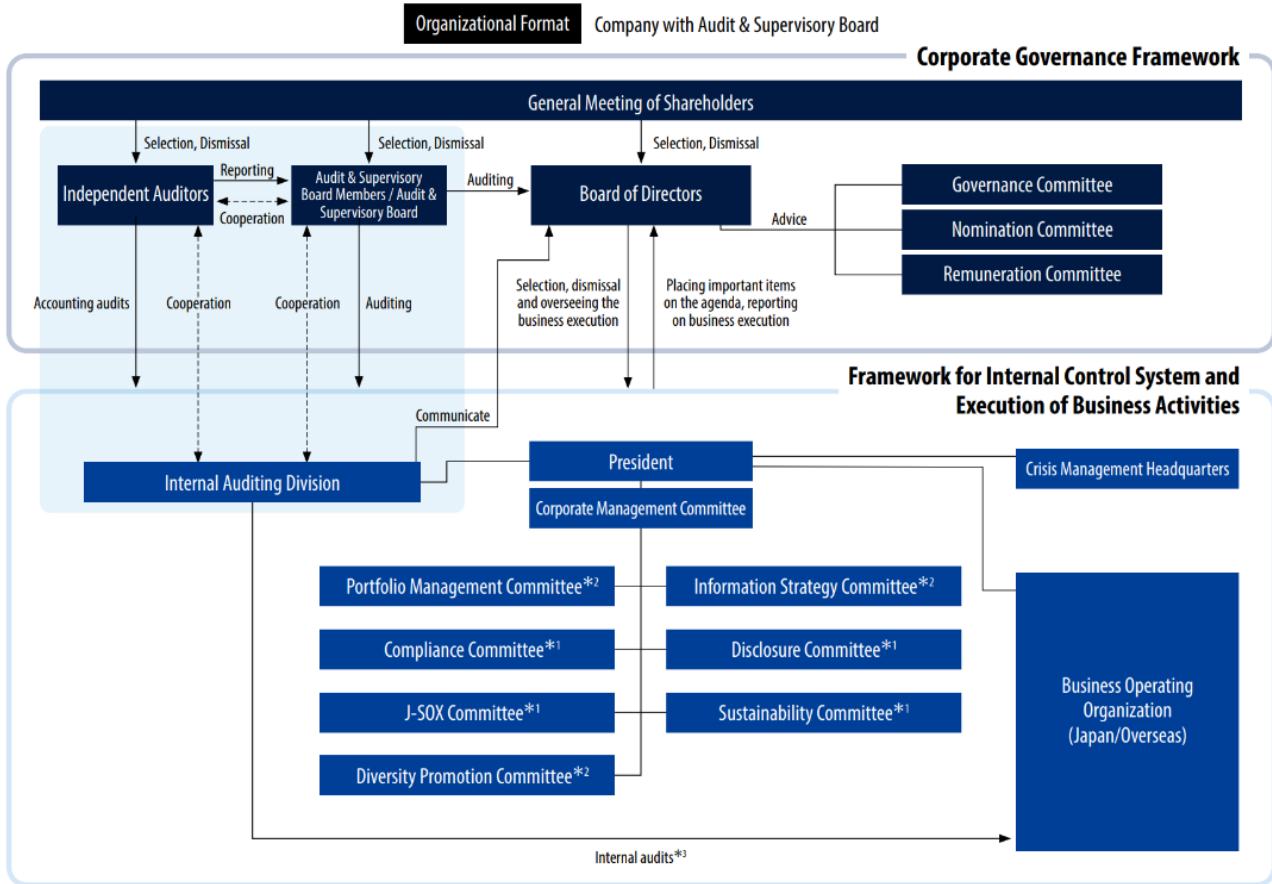 Organizational Format Company with Audit & Supervisory Board
Corporate Governance Framework
General Meeting of Shareholders
Selection, Dismissal
Selection, Dismissal
Selection, Dismissal
Independent Auditors
Reporting
Cooperation
Audit & Supervisory
Board Members / Audit &
Supervisory Board
Auditing
Board of Directors
Advice
Governance Committee
Nomination Committee
Remuneration Committee
Accounting audits
Cooperation
Cooperation
Auditing
Selection, dismissal
and overseeing the
business execution
Placing important items
on the agenda, reporting
on business execution
Framework for Internal Control System and
Execution of Business Activities
Communicate
Internal Auditing Division
President
Corporate Management Committee
Crisis Management Headquarters
Portfolio Management Committee*2
Information Strategy Committee*2
Compliance Committee*1
Disclosure Committee*1
J-SOX Committee*1
Sustainability Committee*1
Diversity Promotion Committee*2
Business Operating
Organization
(Japan/Overseas)
Internal audits*3